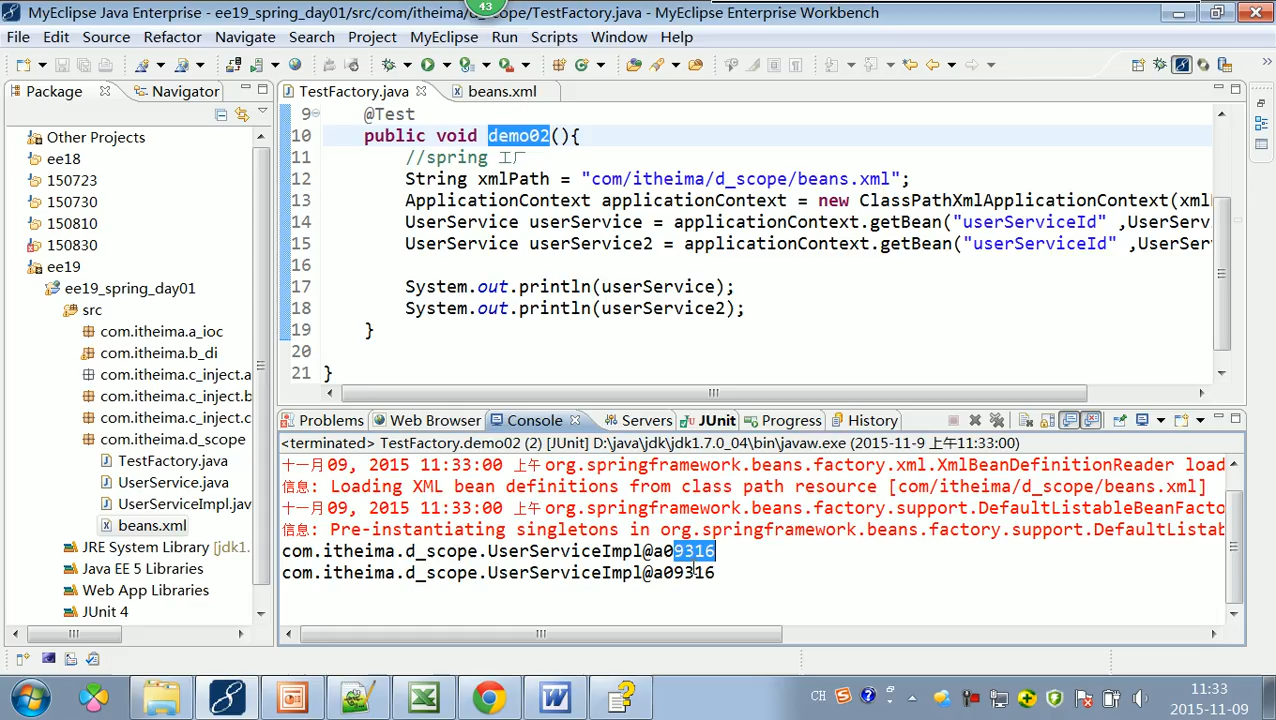 MyEclipse Java Enterprise - ee19_spring_day01/src/com/itheima/d_scope/TestFactory.java - MyEclipse Enterprise Workbench
43
File Edit Source Refactor Navigate Search Project MyEclipse Run Scripts Window Help
Package Navigator
TestFactory.java beans.xml
Other Projects
ee18
150723
150730
150810
150830
ee19
ee19_spring_day01
src
com.itheima.a_ioc
com.itheima.b_di
com.itheima.c_inject.a
com.itheima.c_inject.b
com.itheima.c_inject.c
com.itheima.d_scope
TestFactory.java
UserService.java
UserServiceImpl.jav
beans.xml
JRE System Library [jdk1.
Java EE 5 Libraries
Web App Libraries
JUnit 4
9 @Test
10 public void demo02(){
11 //spring 工厂
12 String xmlPath = "com/itheima/d_scope/beans.xml";
13 ApplicationContext applicationContext = new ClassPathXmlApplicationContext(xml
14 UserService userService = applicationContext.getBean("userServiceId" ,UserServ
15 UserService userService2 = applicationContext.getBean("userServiceId" ,UserSer
16
17 System.out.println(userService);
18 System.out.println(userService2);
19 }
20
21 }
Problems Web Browser Console Servers JUnit Progress History
<terminated> TestFactory.demo02 (2) [JUnit] D:\java\jdk\jdk1.7.0_04\bin\javaw.exe (2015-11-9 上午11:33:00)
十一月 09, 2015 11:33:00 上午 org.springframework.beans.factory.xml.XmlBeanDefinitionReader load
信息: Loading XML bean definitions from class path resource [com/itheima/d_scope/beans.xml]
十一月 09, 2015 11:33:00 上午 org.springframework.beans.factory.support.DefaultListableBeanFacto
信息: Pre-instantiating singletons in org.springframework.beans.factory.support.DefaultListab
com.itheima.d_scope.UserServiceImpl@a09316
com.itheima.d_scope.UserServiceImpl@a09316
CH
11:33
2015-11-09